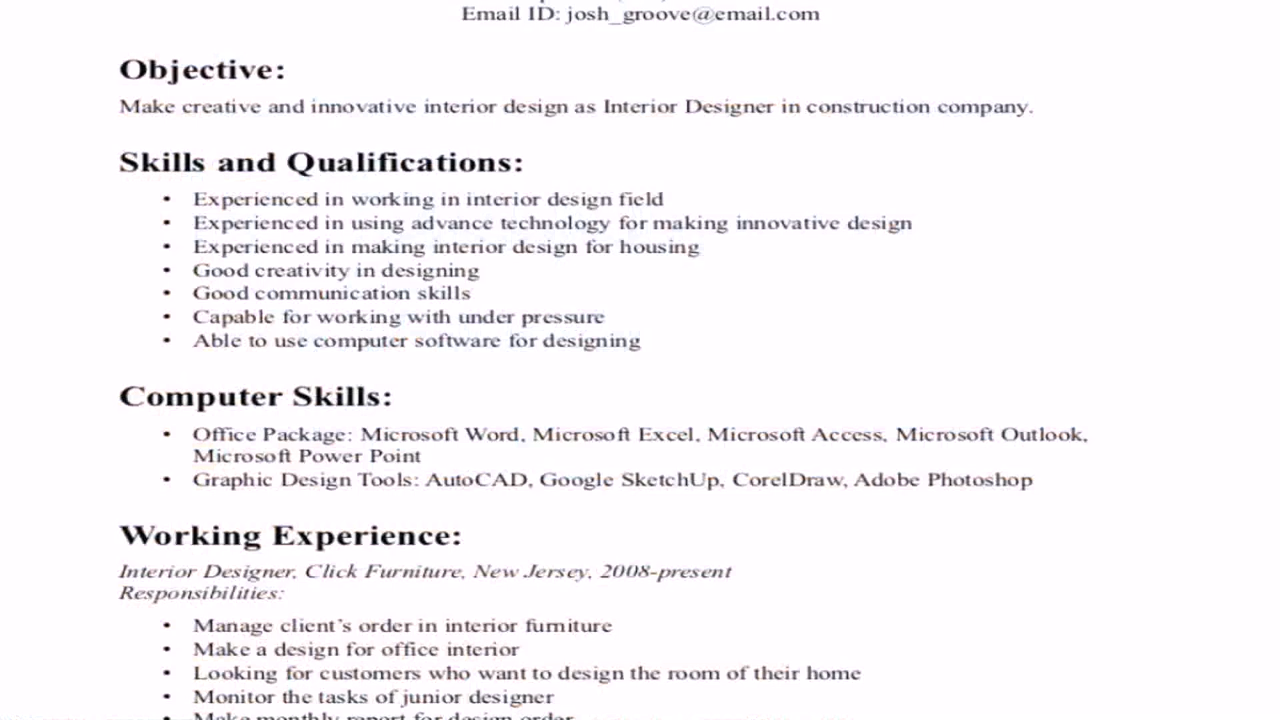 Email ID: josh_groove@email.com
Objective:
Make creative and innovative interior design as Interior Designer in construction company.
Skills and Qualifications:
• Experienced in working in interior design field
• Experienced in using advance technology for making innovative design
• Experienced in making interior design for housing
• Good creativity in designing
• Good communication skills
• Capable for working with under pressure
• Able to use computer software for designing
Computer Skills:
• Office Package: Microsoft Word, Microsoft Excel, Microsoft Access, Microsoft Outlook,
Microsoft Power Point
• Graphic Design Tools: AutoCAD, Google SketchUp, CorelDraw, Adobe Photoshop
Working Experience:
Interior Designer, Click Furniture, New Jersey, 2008-present
Responsibilities:
• Manage client's order in interior furniture
• Make a design for office interior
• Looking for customers who want to design the room of their home
• Monitor the tasks of junior designer
• Make monthly report for design order